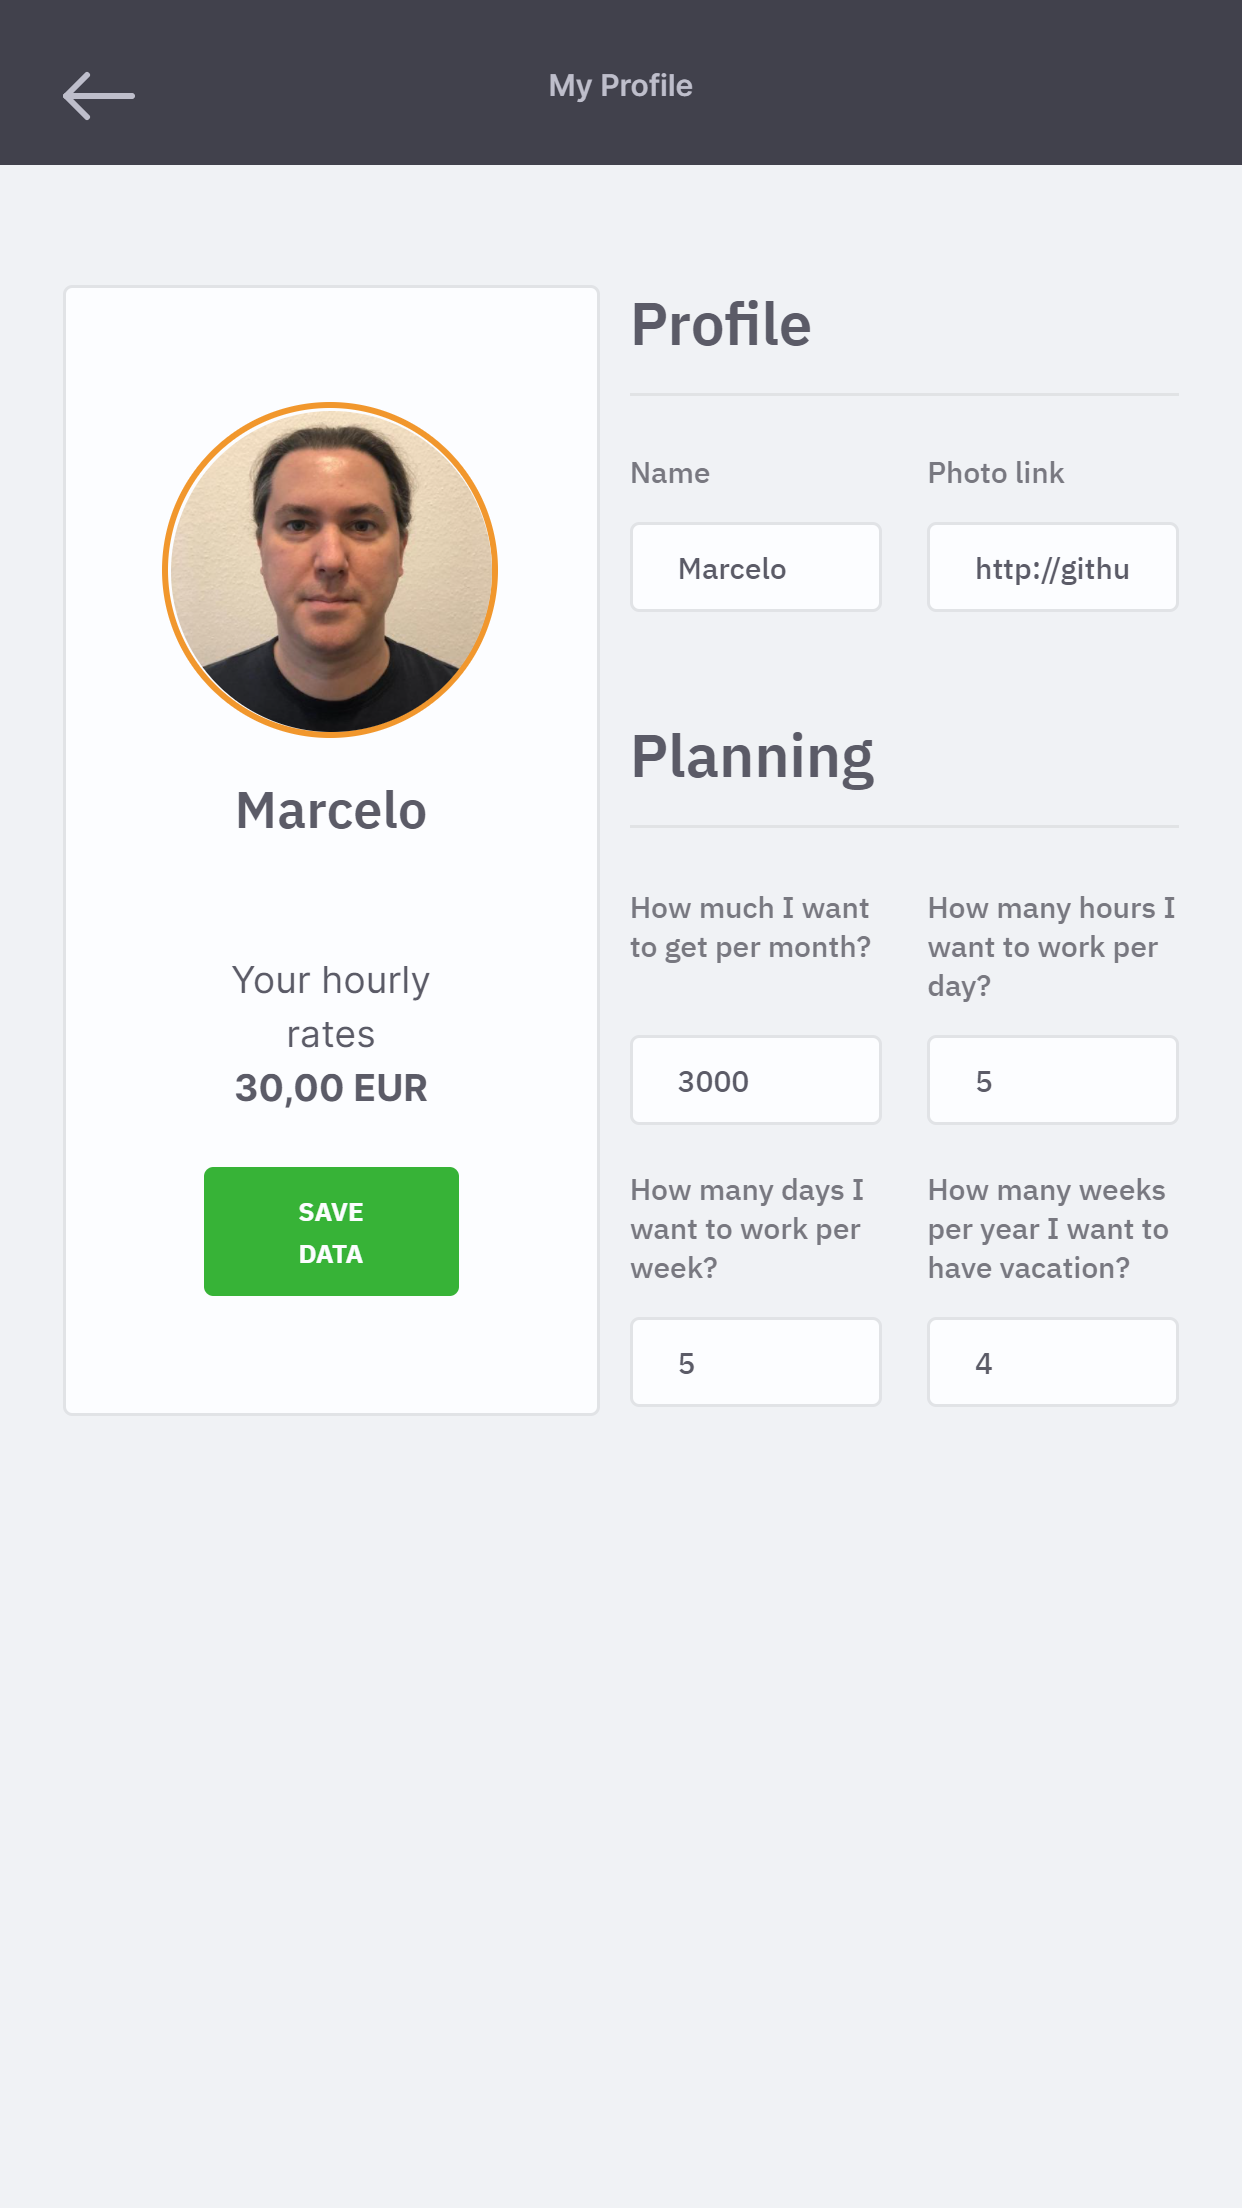 My Profile
Marcelo
Your hourly
rates
30,00 EUR
SAVE
DATA
Profile
Name
Marcelo
Photo link
http://githu
Planning
How much I want
to get per month?
3000
How many hours I
want to work per
day?
5
How many days I
want to work per
week?
5
How many weeks
per year I want to
have vacation?
4